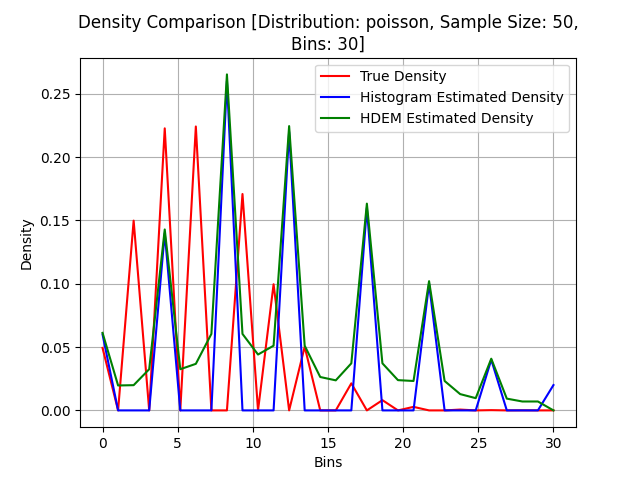 Density Comparison [Distribution: poisson, Sample Size: 50,
Bins: 30]
True Density
Histogram Estimated Density
HDEM Estimated Density
Density
0.25
0.20
0.15
0.10
0.05
0.00
0 5 10 15 20 25 30
Bins